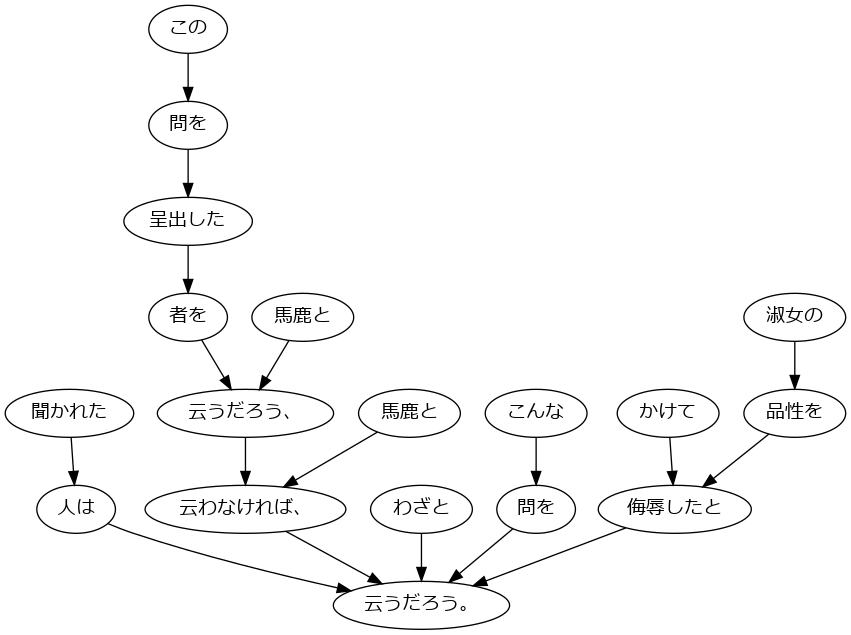 この
問を
呈出した
者を
馬鹿と
淑女の
聞かれた
云うだろう、
馬鹿と
こんな
かけて
品性を
人は
云わなければ、
わざと
問を
侮辱したと
云うだろう。